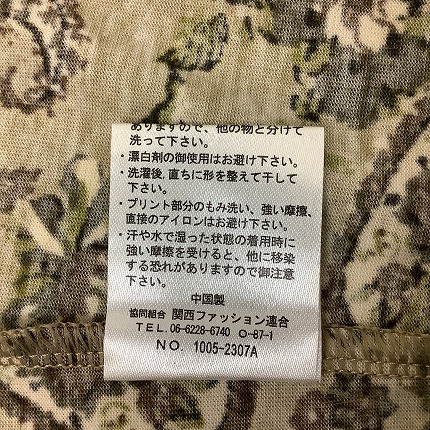 ありますので、他の物と分けて
洗って下さい。
・漂白剤の御使用はお避け下さい。
・洗濯後、直ちに形を整えて干して
下さい。
・プリント部分のもみ洗い、強い摩擦、
直接のアイロンはお避け下さい。
・汗や水で湿った状態の着用時に
強い摩擦を受けると、他に移染
する恐れがありますので御注意
下さい。
中国製
協同組合 関西ファッション連合
TEL. 06-6228-6740 O-87-1
NO. 1005-2307A